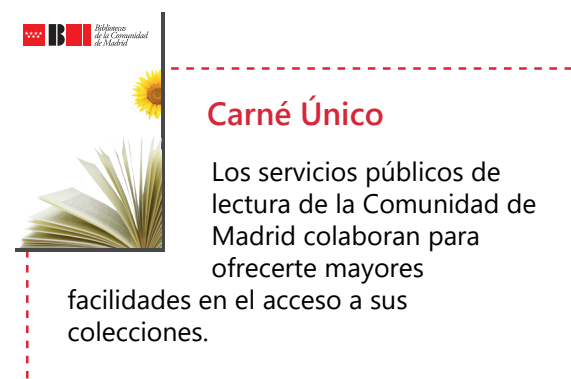 Bibliotecas
de la Comunidad
de Madrid
Carné Único
Los servicios públicos de
lectura de la Comunidad de
Madrid colaboran para
ofrecerte mayores
facilidades en el acceso a sus
colecciones.